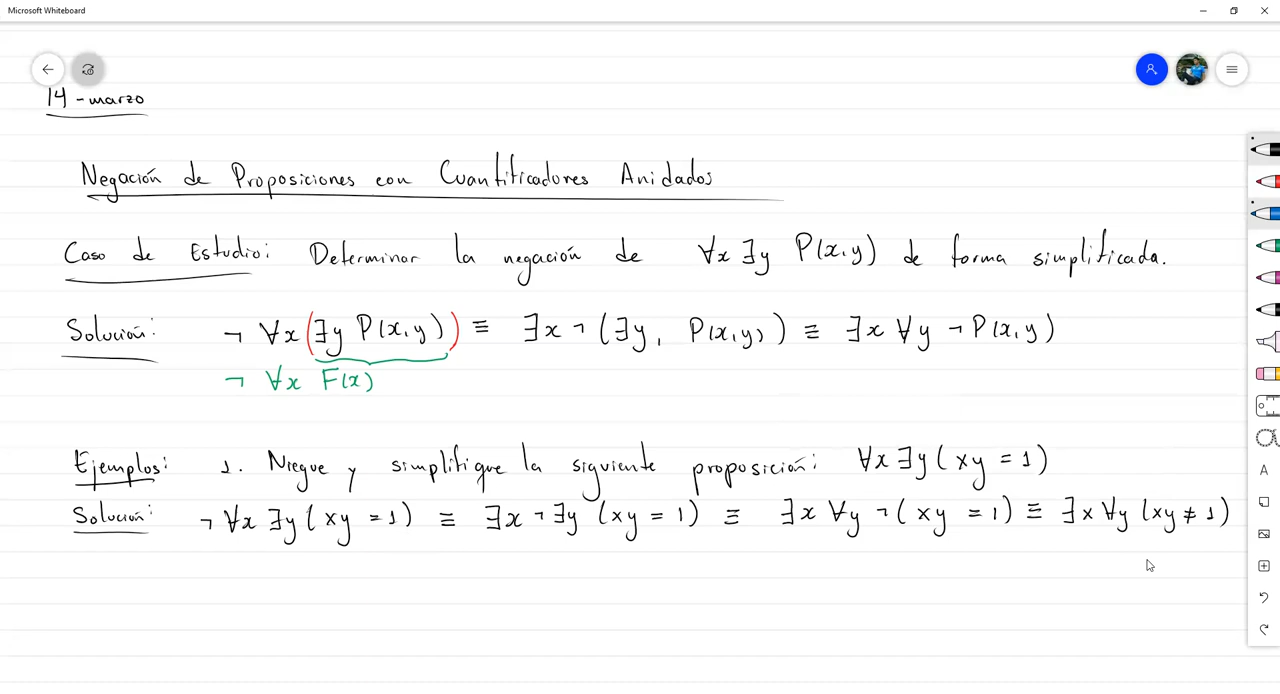 Microsoft Whiteboard
14 - marzo
Negación de Proposiciones con Cuantificadores Anidados
Caso de Estudio: Determinar la negación de ∀x ∃y P(x,y) de forma simplificada.
Solución: ¬ ∀x (∃y P(x,y)) ≡ ∃x ¬ (∃y, P(x,y)) ≡ ∃x ∀y ¬P(x,y)
¬ ∀x F(x)
Ejemplos: 1. Niegue y simplifique la siguiente proposición: ∀x ∃y (xy = 1)
Solución: ¬ ∀x ∃y (xy = 1) ≡ ∃x ¬ ∃y (xy = 1) ≡ ∃x ∀y ¬ (xy = 1) ≡ ∃x ∀y (xy ≠ 1)